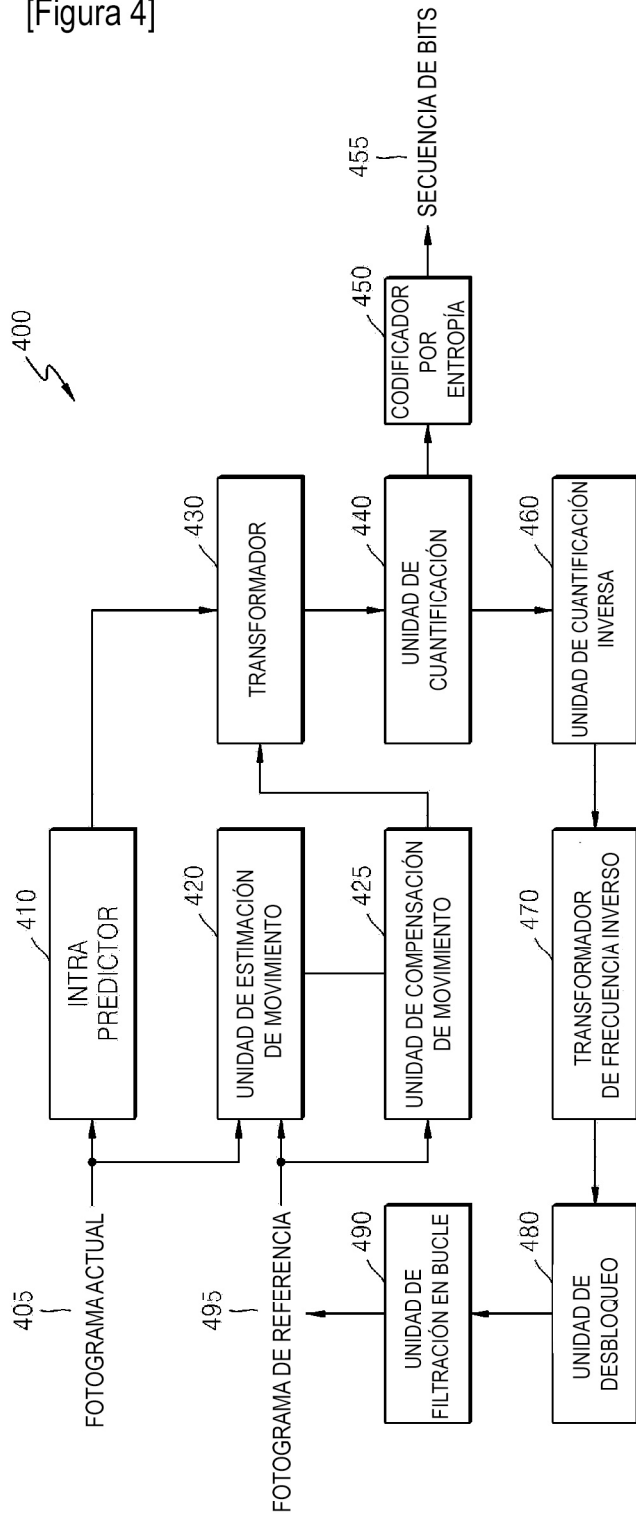 [Figura 4]
400
405
FOTOGRAMA ACTUAL
410
INTRA
PREDICTOR
495
FOTOGRAMA DE REFERENCIA
420
UNIDAD DE ESTIMACIÓN
DE MOVIMIENTO
425
UNIDAD DE COMPENSACIÓN
DE MOVIMIENTO
430
TRANSFORMADOR
440
UNIDAD DE
CUANTIFICACIÓN
450
CODIFICADOR
POR
ENTROPÍA
455
SECUENCIA DE BITS
490
UNIDAD DE
FILTRACIÓN EN BUCLE
480
UNIDAD DE
DESBLOQUEO
470
TRANSFORMADOR
DE FRECUENCIA INVERSO
460
UNIDAD DE CUANTIFICACIÓN
INVERSA